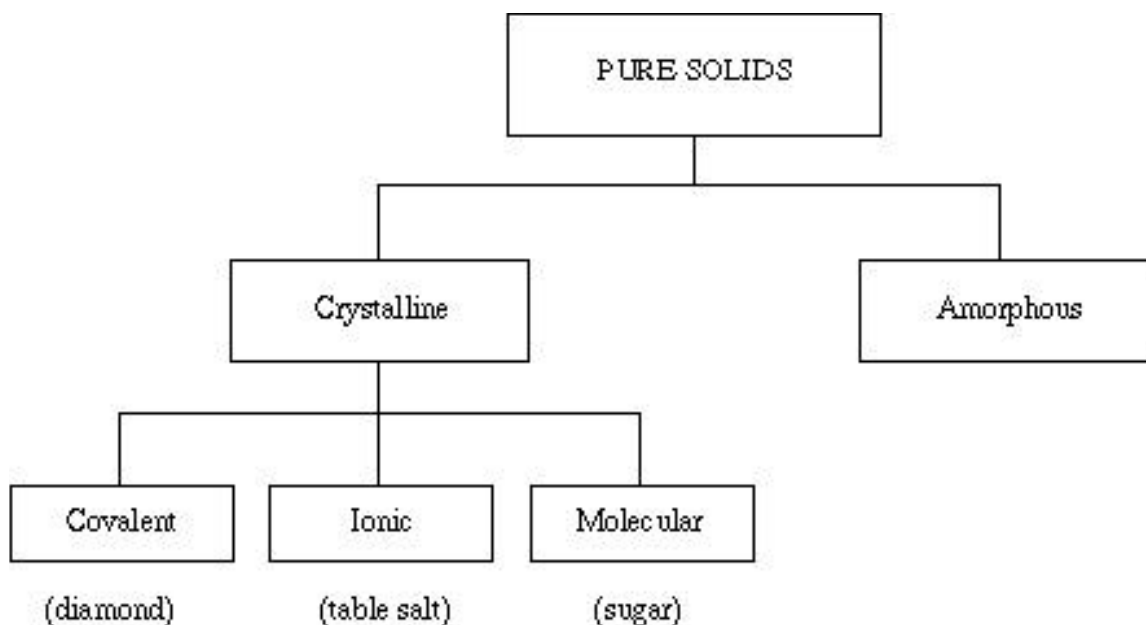 PURE SOLIDS
Crystalline
Amorphous
Covalent
Ionic
Molecular
(diamond)
(table salt)
(sugar)